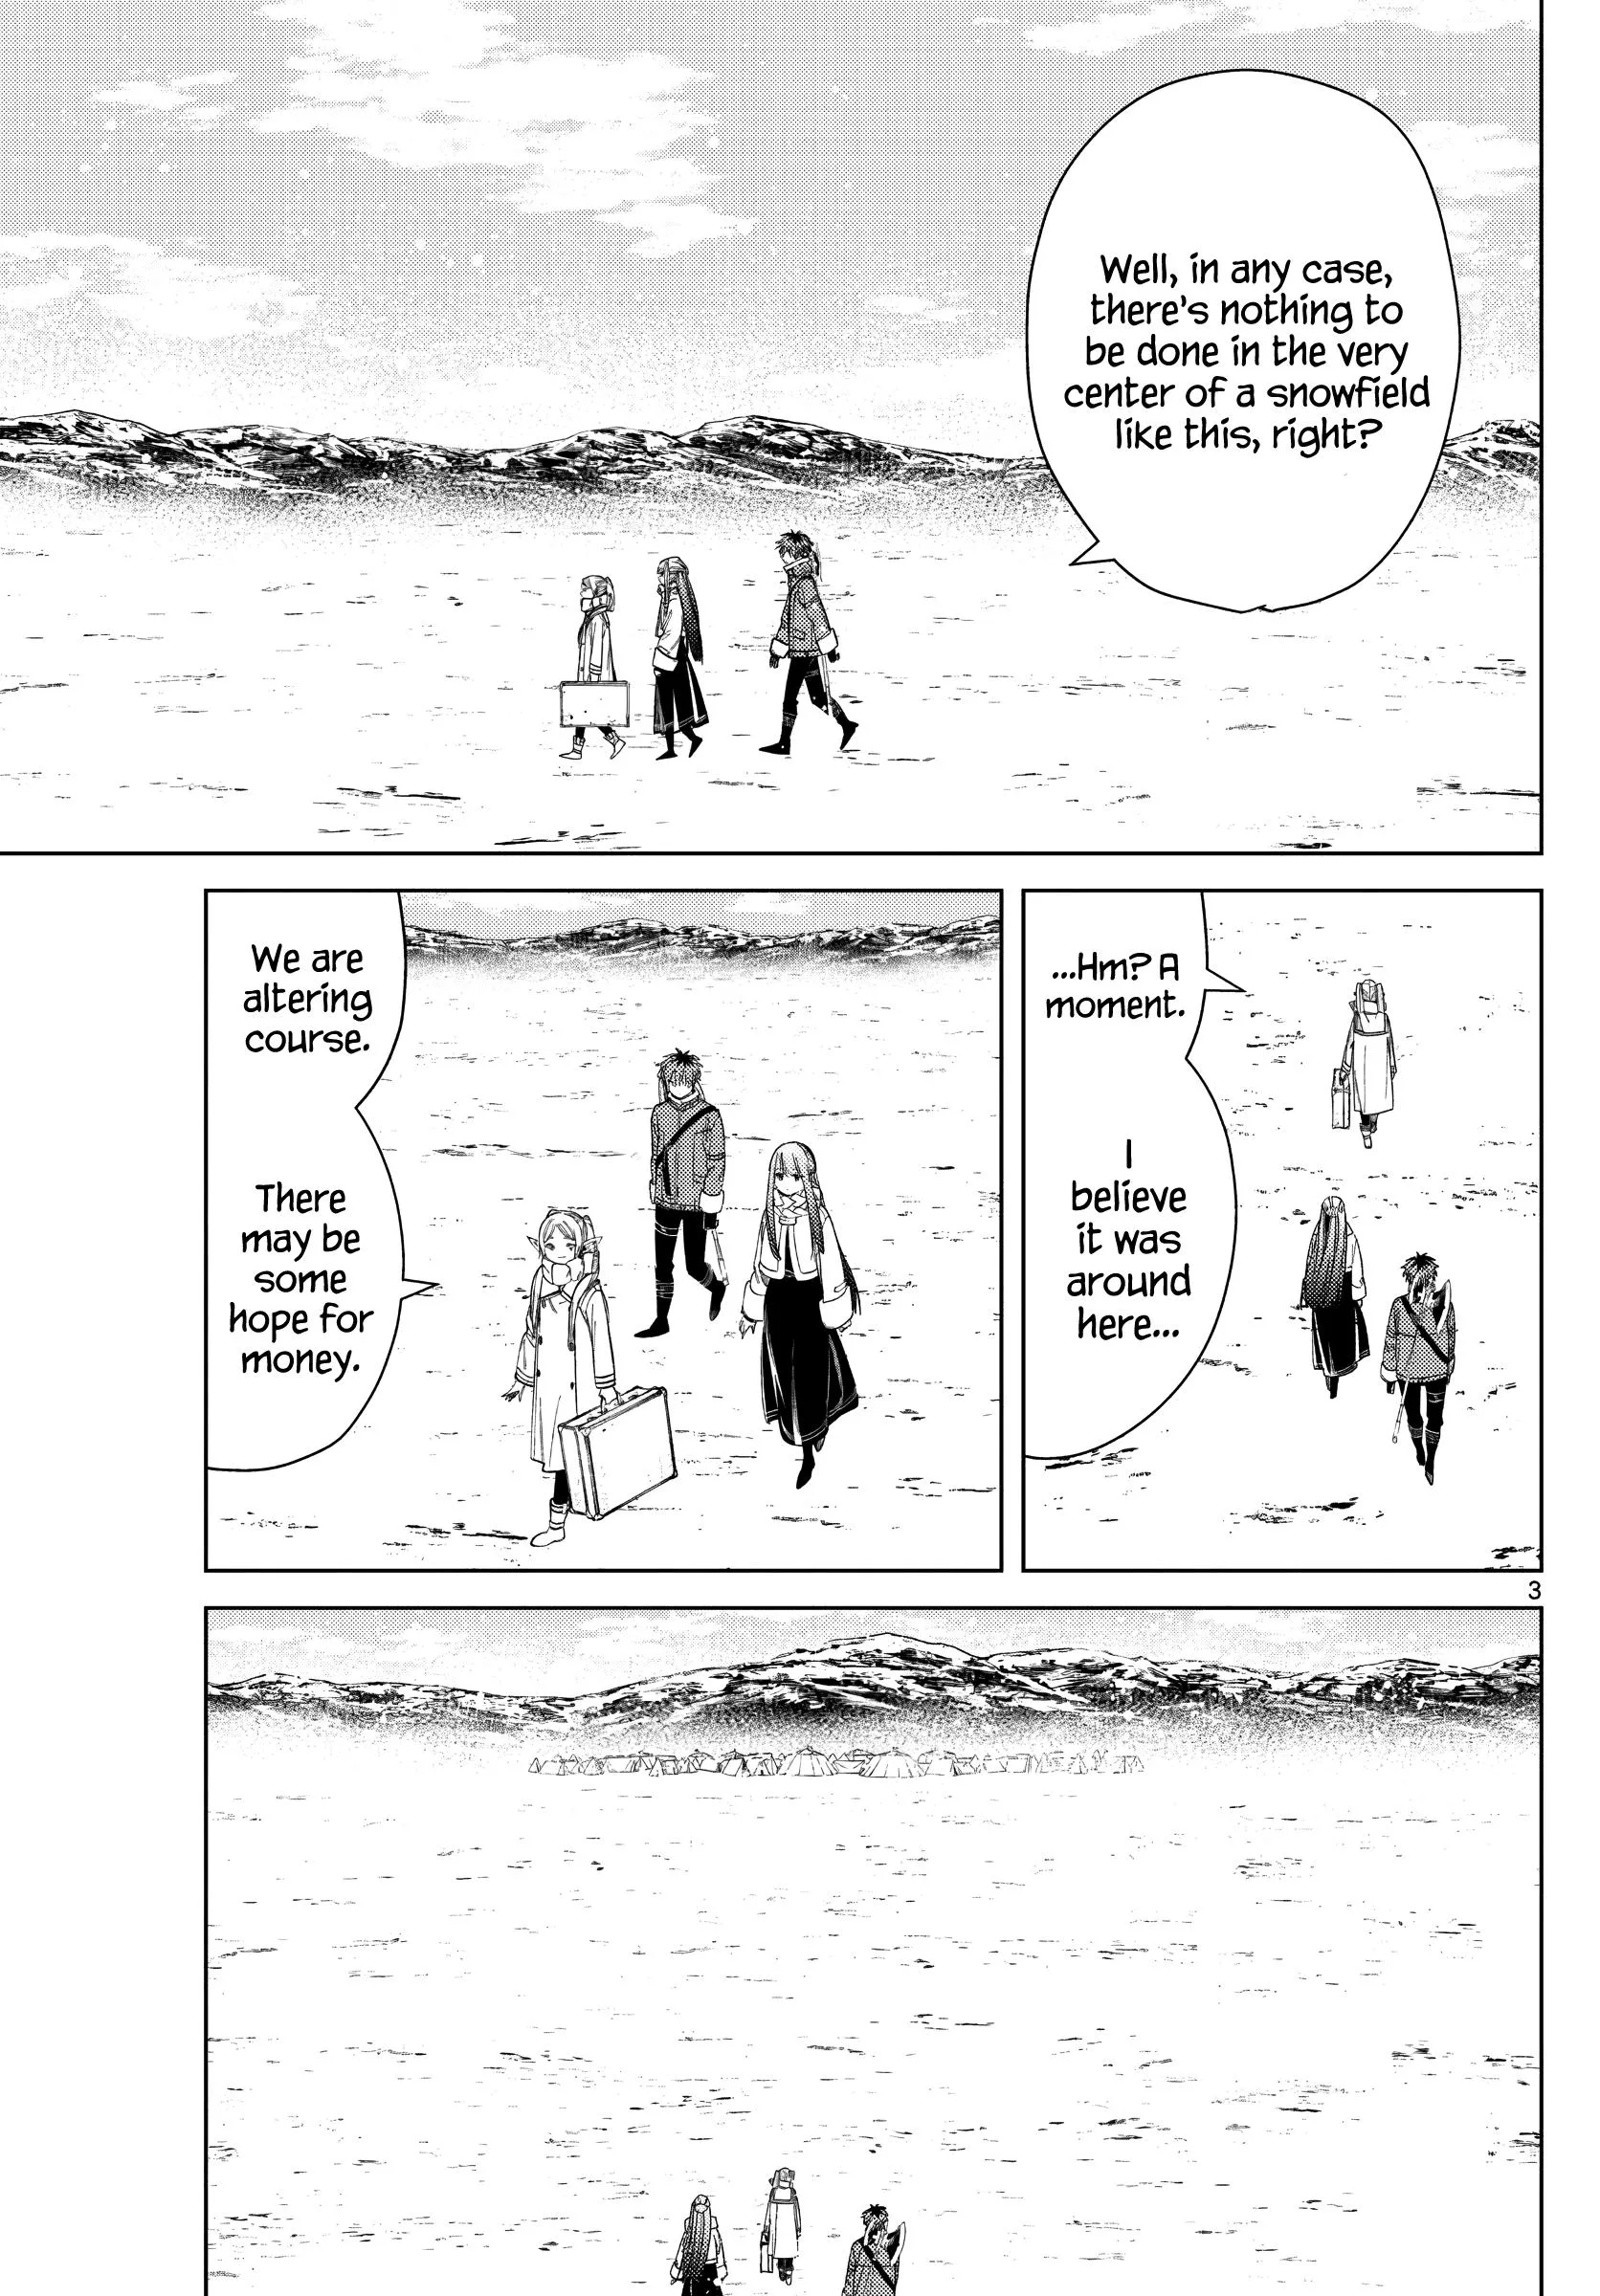 Well, in any case,
there's nothing to
be done in the very
center of a snowfield
like this, right?
...Hm? A
moment.
I
believe
it was
around
here...
We are
altering
course.
There
may be
some
hope for
money.
3